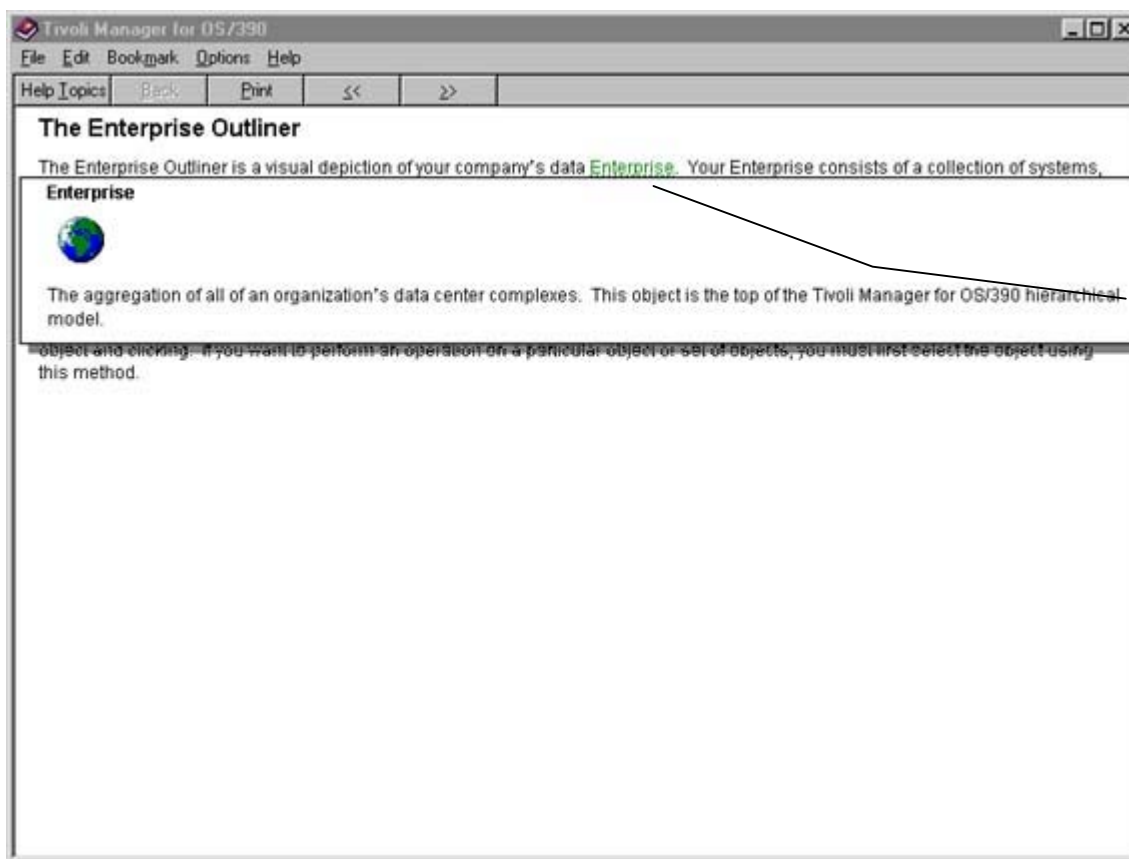 Tivoli Manager for OS/390
File Edit Bookmark Options Help
Help Topics Back Print << >>
The Enterprise Outliner
The Enterprise Outliner is a visual depiction of your company's data Enterprise. Your Enterprise consists of a collection of systems,
Enterprise
The aggregation of all of an organization's data center complexes. This object is the top of the Tivoli Manager for OS/390 hierarchical
model.
object and clicking. If you want to perform an operation on a particular object or set of objects, you must first select the object using
this method.